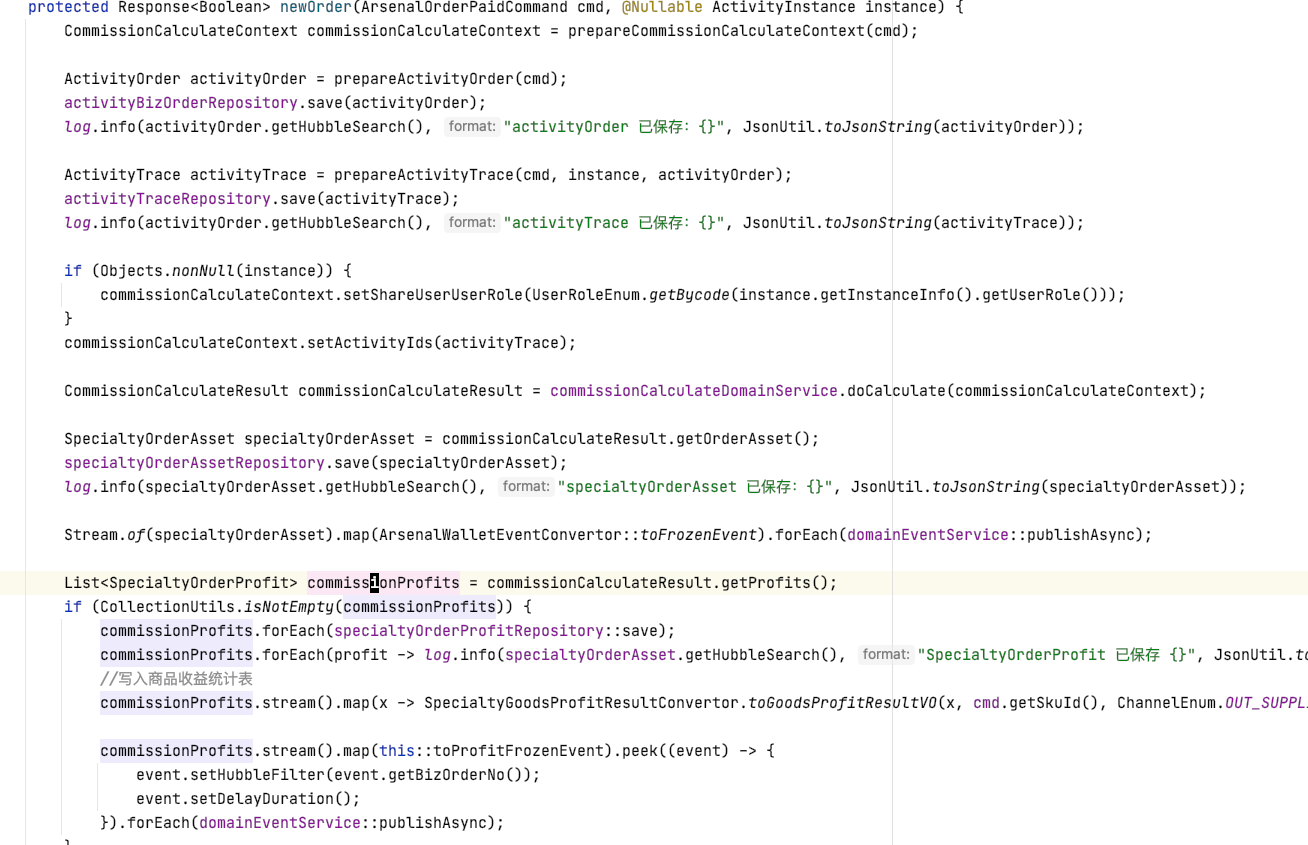 protected Response<Boolean> newOrder(ArsenalOrderPaidCommand cmd, @Nullable ActivityInstance instance) {
CommissionCalculateContext commissionCalculateContext = prepareCommissionCalculateContext(cmd);
ActivityOrder activityOrder = prepareActivityOrder(cmd);
activityBizOrderRepository.save(activityOrder);
log.info(activityOrder.getHubbleSearch(), format: "activityOrder 已保存: {}", JsonUtil.toJsonString(activityOrder));
ActivityTrace activityTrace = prepareActivityTrace(cmd, instance, activityOrder);
activityTraceRepository.save(activityTrace);
log.info(activityOrder.getHubbleSearch(), format: "activityTrace 已保存: {}", JsonUtil.toJsonString(activityTrace));
if (Objects.nonNull(instance)) {
commissionCalculateContext.setShareUserUserRole(UserRoleEnum.getBycode(instance.getInstanceInfo().getUserRole()));
}
commissionCalculateContext.setActivityIds(activityTrace);
CommissionCalculateResult commissionCalculateResult = commissionCalculateDomainService.doCalculate(commissionCalculateContext);
SpecialtyOrderAsset specialtyOrderAsset = commissionCalculateResult.getOrderAsset();
specialtyOrderAssetRepository.save(specialtyOrderAsset);
log.info(specialtyOrderAsset.getHubbleSearch(), format: "specialtyOrderAsset 已保存: {}", JsonUtil.toJsonString(specialtyOrderAsset));
Stream.of(specialtyOrderAsset).map(ArsenalWalletEventConvertor::toFrozenEvent).forEach(domainEventService::publishAsync);
List<SpecialtyOrderProfit> commissionProfits = commissionCalculateResult.getProfits();
if (CollectionUtils.isNotEmpty(commissionProfits)) {
commissionProfits.forEach(specialtyOrderProfitRepository::save);
commissionProfits.forEach(profit -> log.info(specialtyOrderAsset.getHubbleSearch(), format: "SpecialtyOrderProfit 已保存 {}", JsonUtil.to
//写入商品收益统计表
commissionProfits.stream().map(x -> SpecialtyGoodsProfitResultConvertor.toGoodsProfitResultVO(x, cmd.getSkuId(), ChannelEnum.OUT_SUPPL
commissionProfits.stream().map(this::toProfitFrozenEvent).peek((event) -> {
event.setHubbleFilter(event.getBizOrderNo());
event.setDelayDuration();
}).forEach(domainEventService::publishAsync);